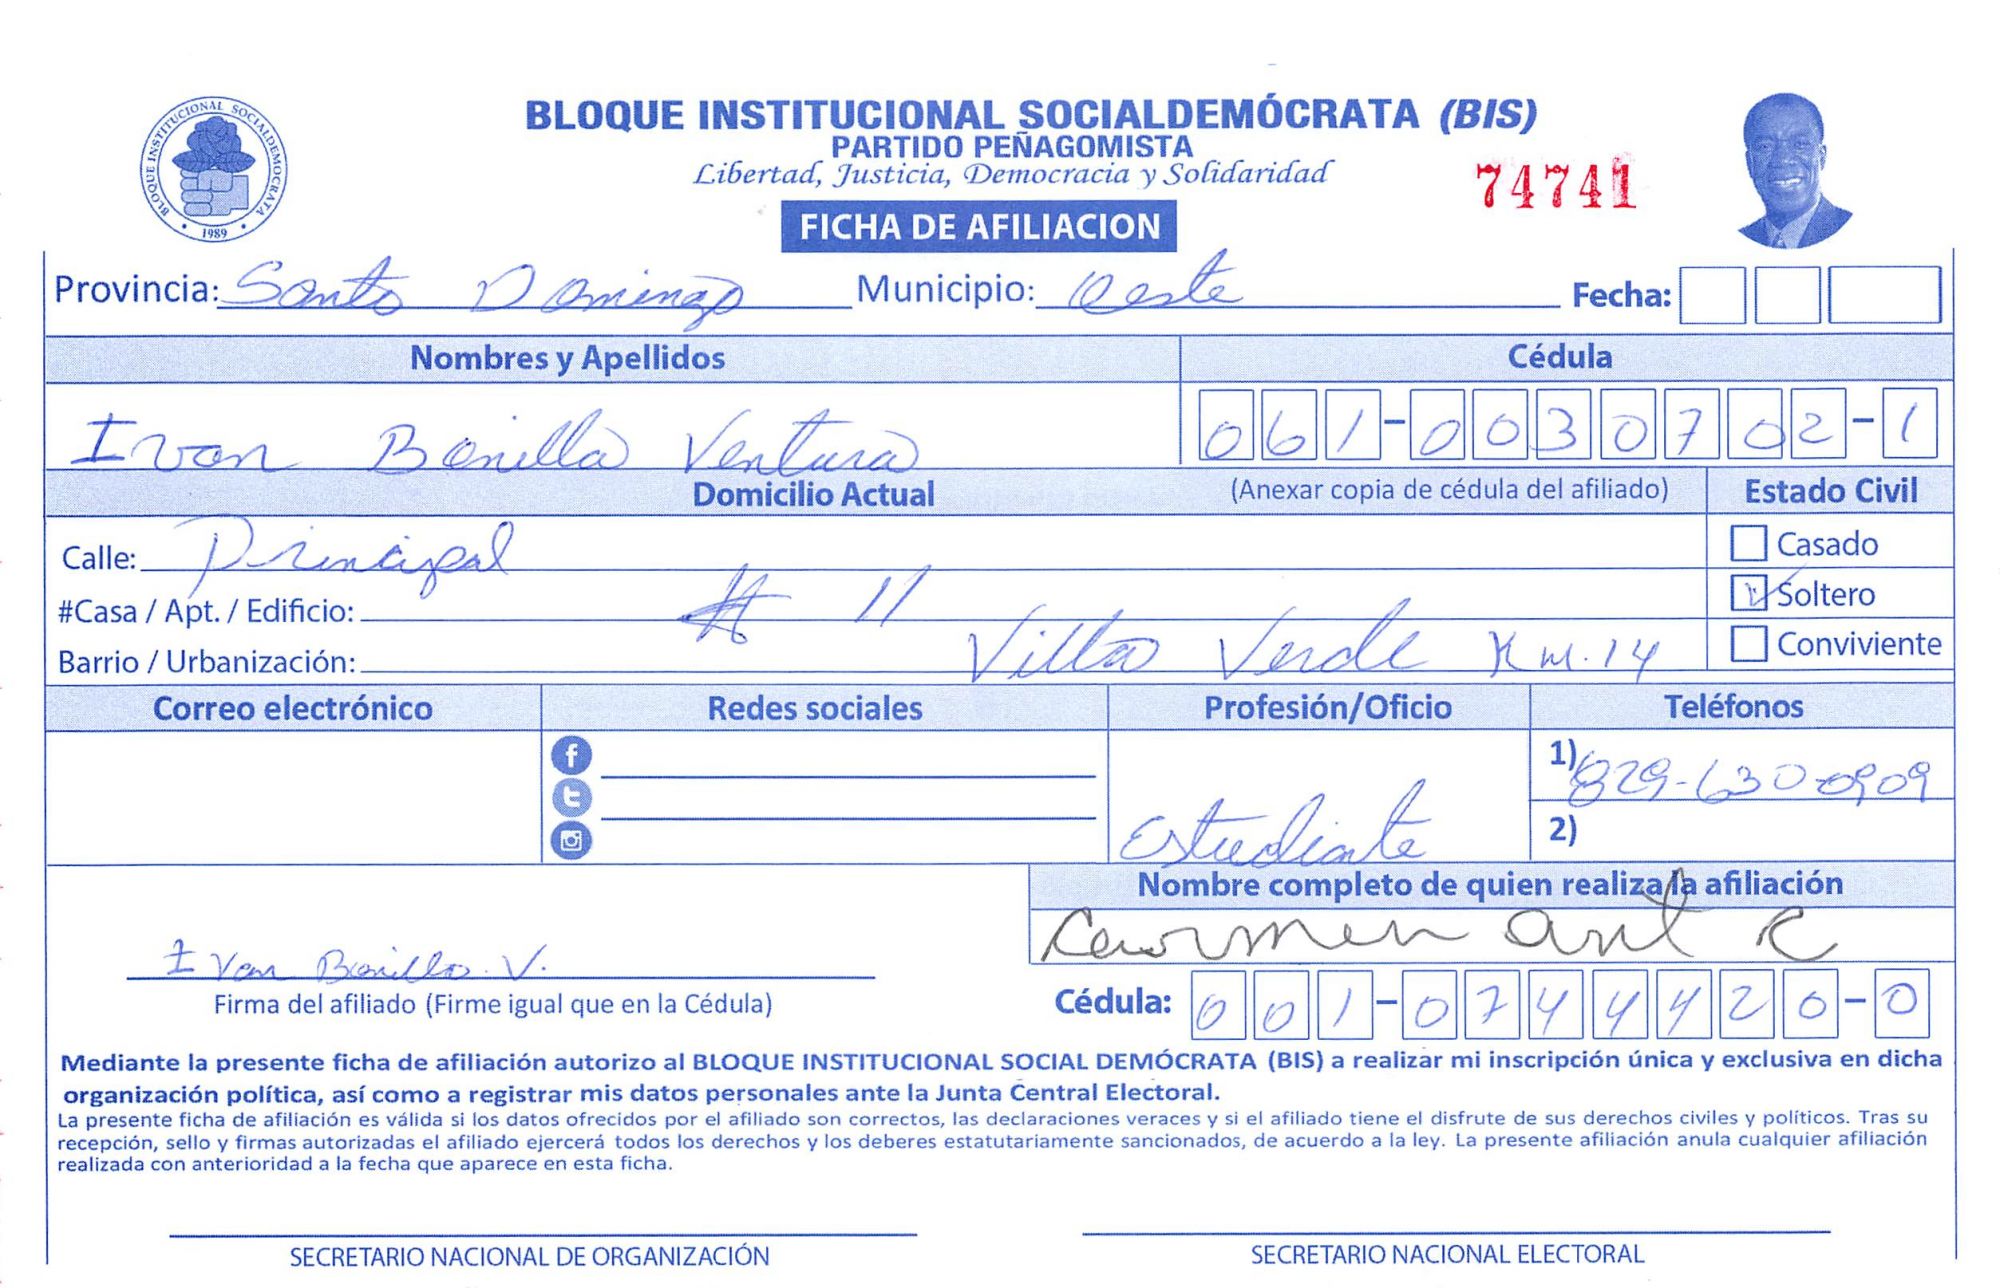 BLOQUE INSTITUCIONAL SOCIALDEMOCRATA
1989
BLOQUE INSTITUCIONAL SOCIALDEMÓCRATA (BIS)
PARTIDO PEÑAGOMISTA
Libertad, Justicia, Democracia y Solidaridad
74741
FICHA DE AFILIACION
Provincia: Santo Domingo Municipio: Oeste Fecha:
Nombres y Apellidos Cédula
Ivan Bonilla Ventura 061-0030702-1
Domicilio Actual (Anexar copia de cédula del afiliado) Estado Civil
Calle: Principal Casado
#Casa / Apt. / Edificio: # 11 Soltero
Barrio / Urbanización: Villa Verde Km.14 Conviviente
Correo electrónico Redes sociales Profesión/Oficio Teléfonos
1) 829-630-0909
Estudiante 2)
Nombre completo de quien realiza la afiliación
Carmen Ant R
Ivan Bonilla V.
Firma del afiliado (Firme igual que en la Cédula) Cédula: 001-0744420-0
Mediante la presente ficha de afiliación autorizo al BLOQUE INSTITUCIONAL SOCIAL DEMÓCRATA (BIS) a realizar mi inscripción única y exclusiva en dicha
organización política, así como a registrar mis datos personales ante la Junta Central Electoral.
La presente ficha de afiliación es válida si los datos ofrecidos por el afiliado son correctos, las declaraciones veraces y si el afiliado tiene el disfrute de sus derechos civiles y políticos. Tras su
recepción, sello y firmas autorizadas el afiliado ejercerá todos los derechos y los deberes estatutariamente sancionados, de acuerdo a la ley. La presente afiliación anula cualquier afiliación
realizada con anterioridad a la fecha que aparece en esta ficha.
SECRETARIO NACIONAL DE ORGANIZACIÓN SECRETARIO NACIONAL ELECTORAL